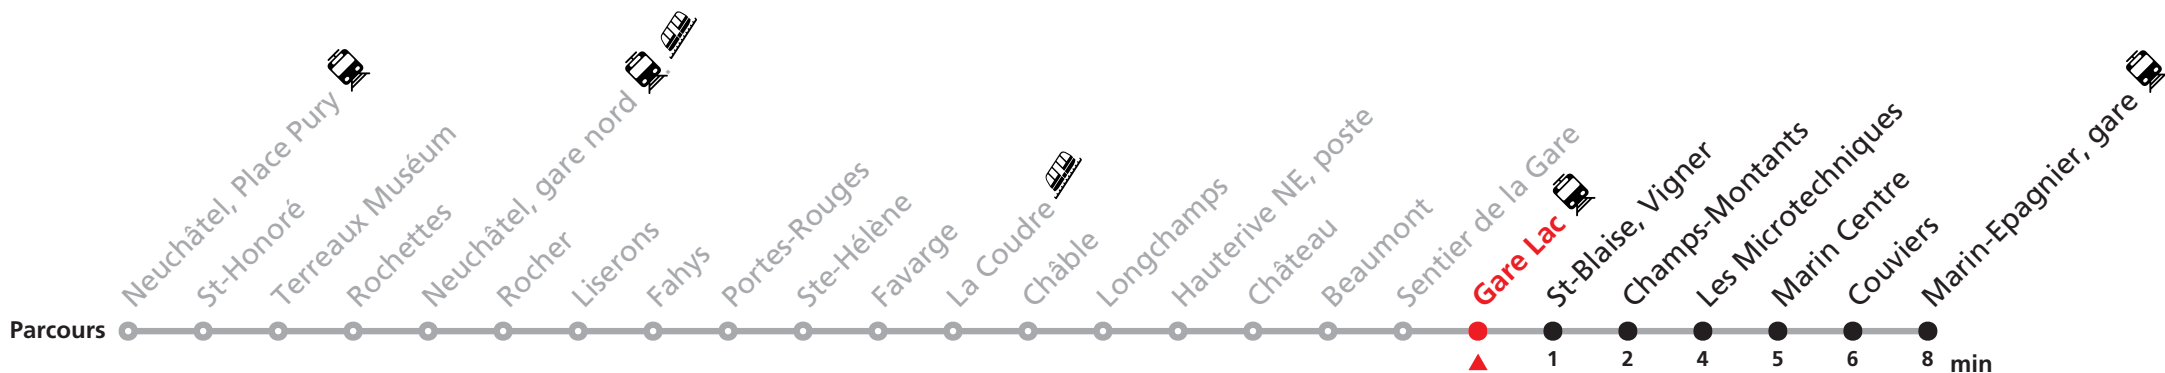 Neuchâtel, Place Pury
St-Honoré
Terreaux Muséum
Rochettes
Neuchâtel, gare nord
Rocher
Liserons
Fahys
Portes-Rouges
Ste-Hélène
Favarge
La Coudre
Châble
Longchamps
Hauterive NE, poste
Château
Beaumont
Sentier de la Gare
Gare Lac
St-Blaise, Vigner
Champs-Montants
Les Microtechniques
Marin Centre
Couviers
Marin-Epagnier, gare
Parcours
1 2 4 5 6 8 min